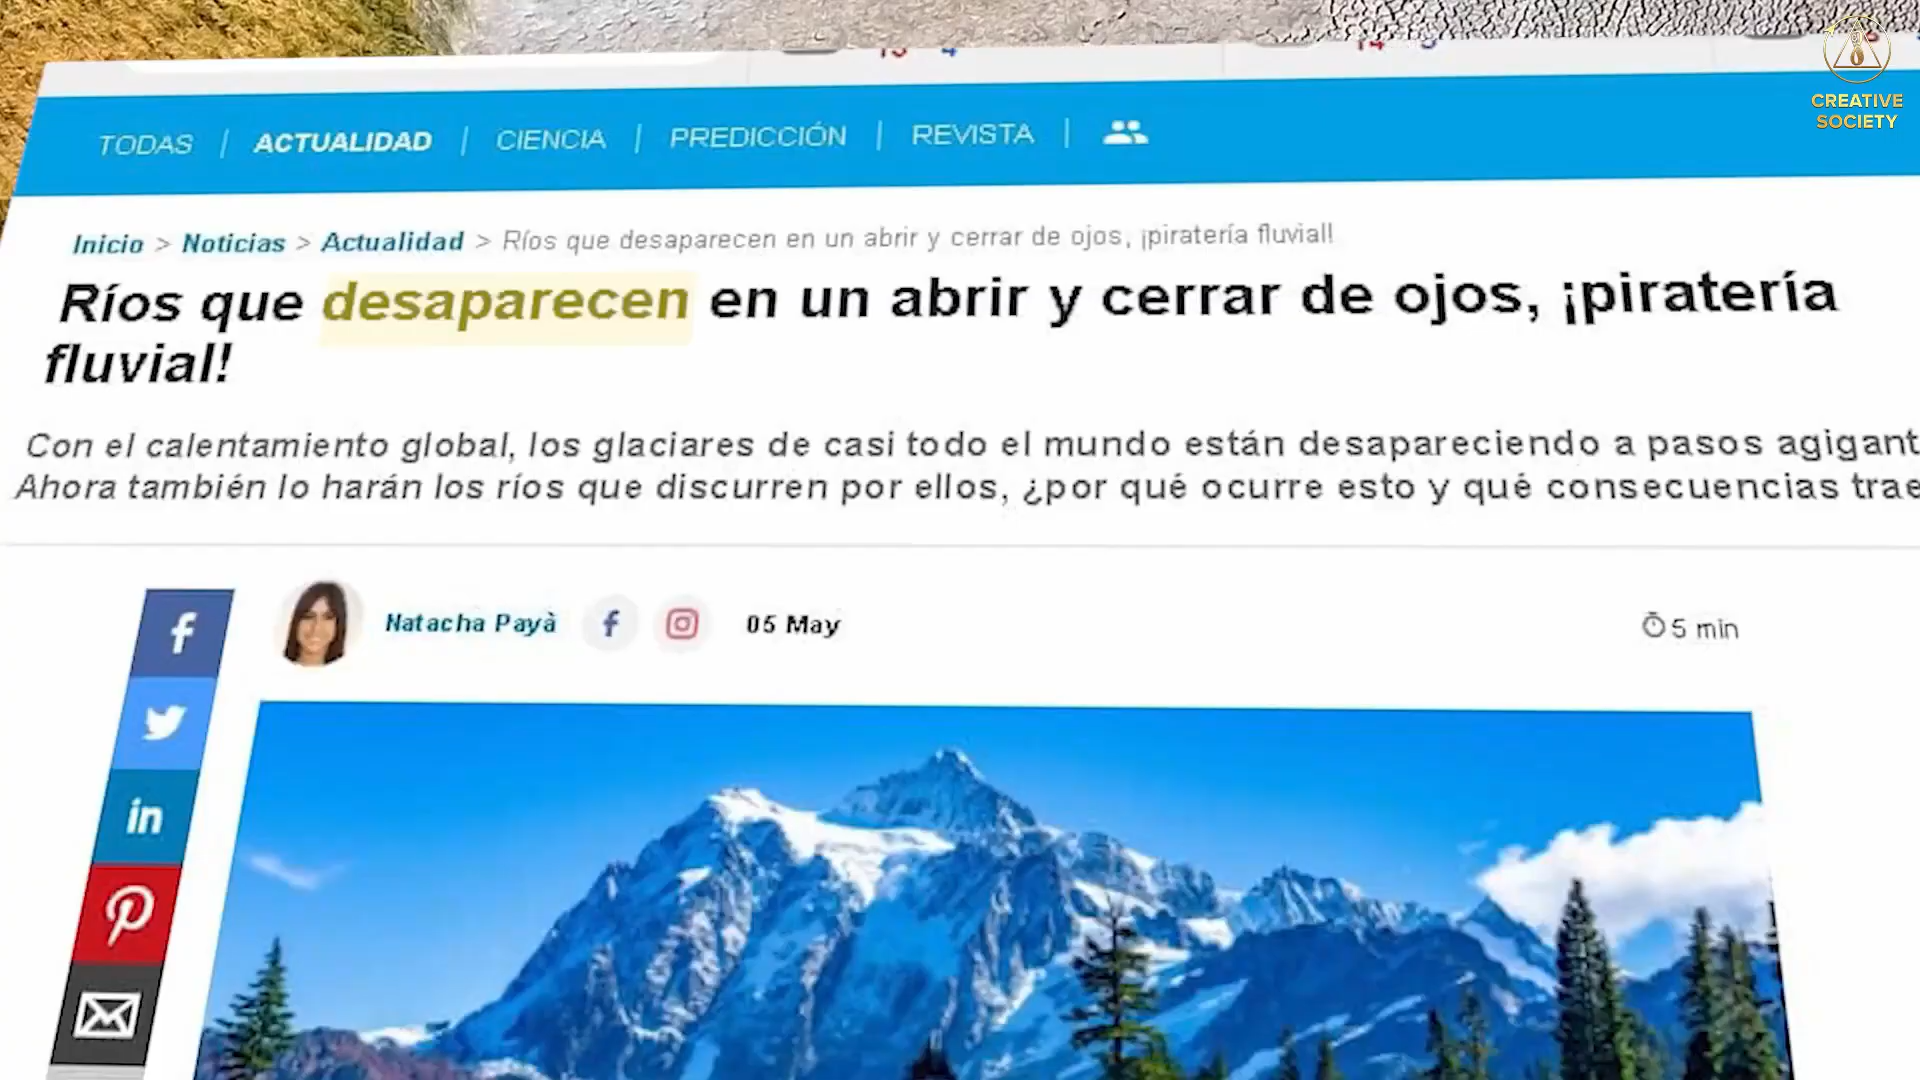 CREATIVE
SOCIETY
TODAS | ACTUALIDAD | CIENCIA | PREDICCIÓN | REVISTA |
Inicio > Noticias > Actualidad > Ríos que desaparecen en un abrir y cerrar de ojos, ¡piratería fluvial!
Ríos que desaparecen en un abrir y cerrar de ojos, ¡piratería
fluvial!
Con el calentamiento global, los glaciares de casi todo el mundo están desapareciendo a pasos agigant
Ahora también lo harán los ríos que discurren por ellos, ¿por qué ocurre esto y qué consecuencias trae
Natacha Payà 05 May 5 min